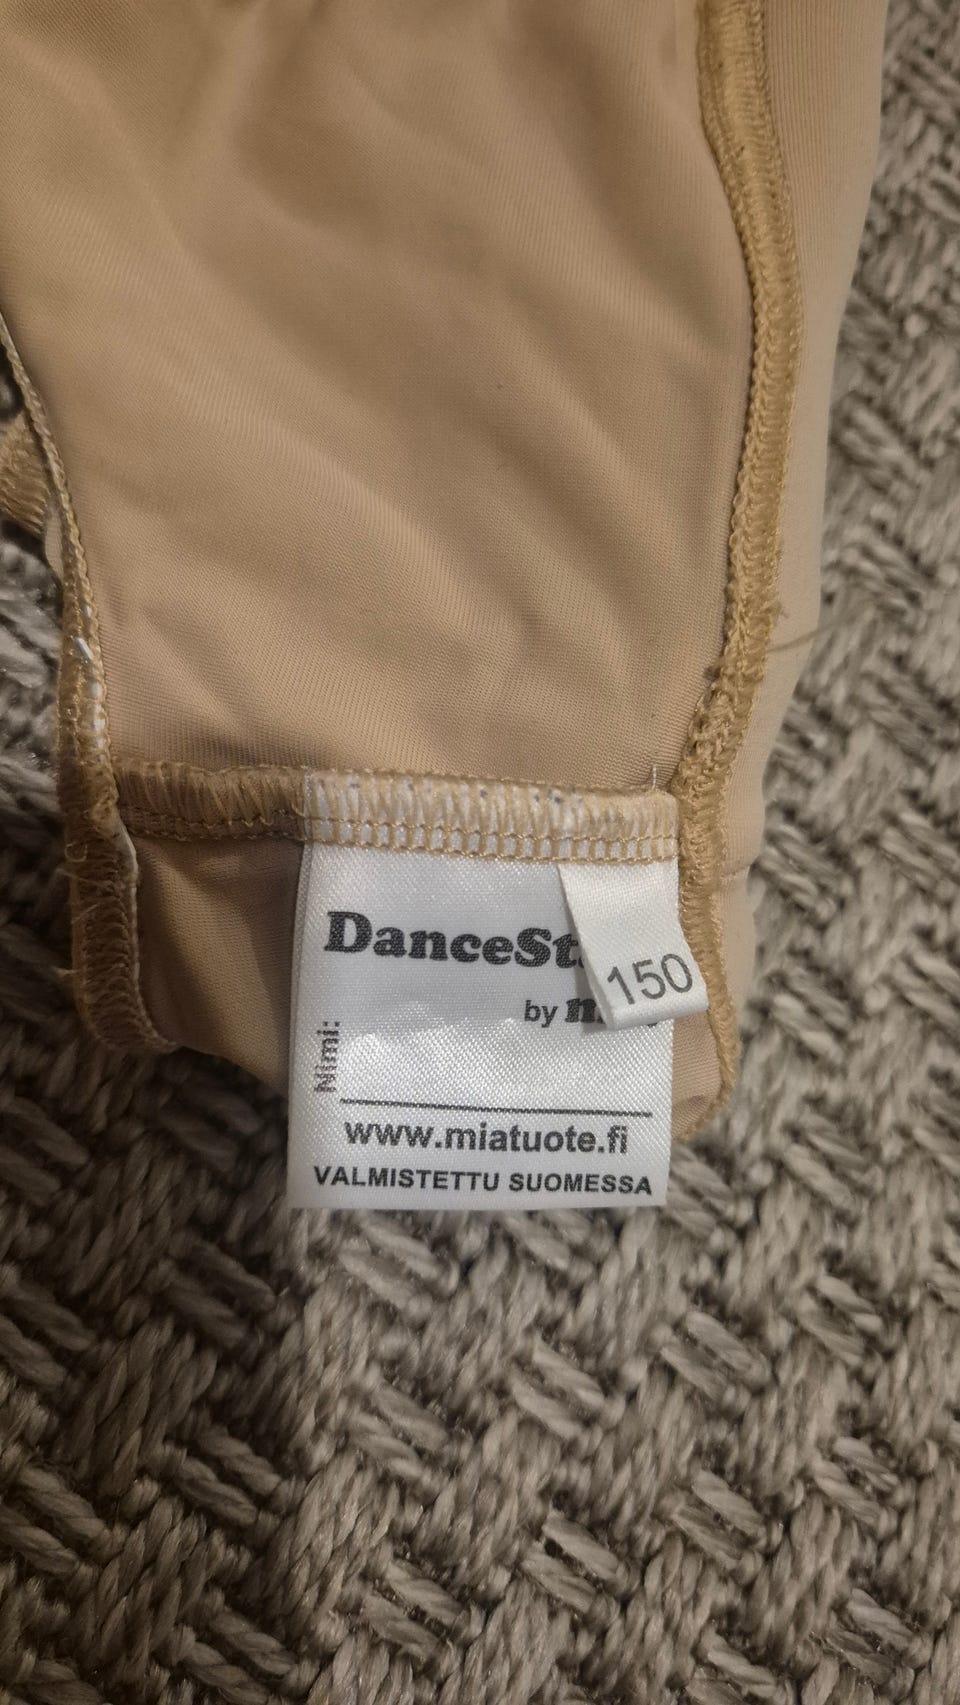 150
by
Nimi:
www.miatuote.fi
VALMISTETTU SUOMESSA